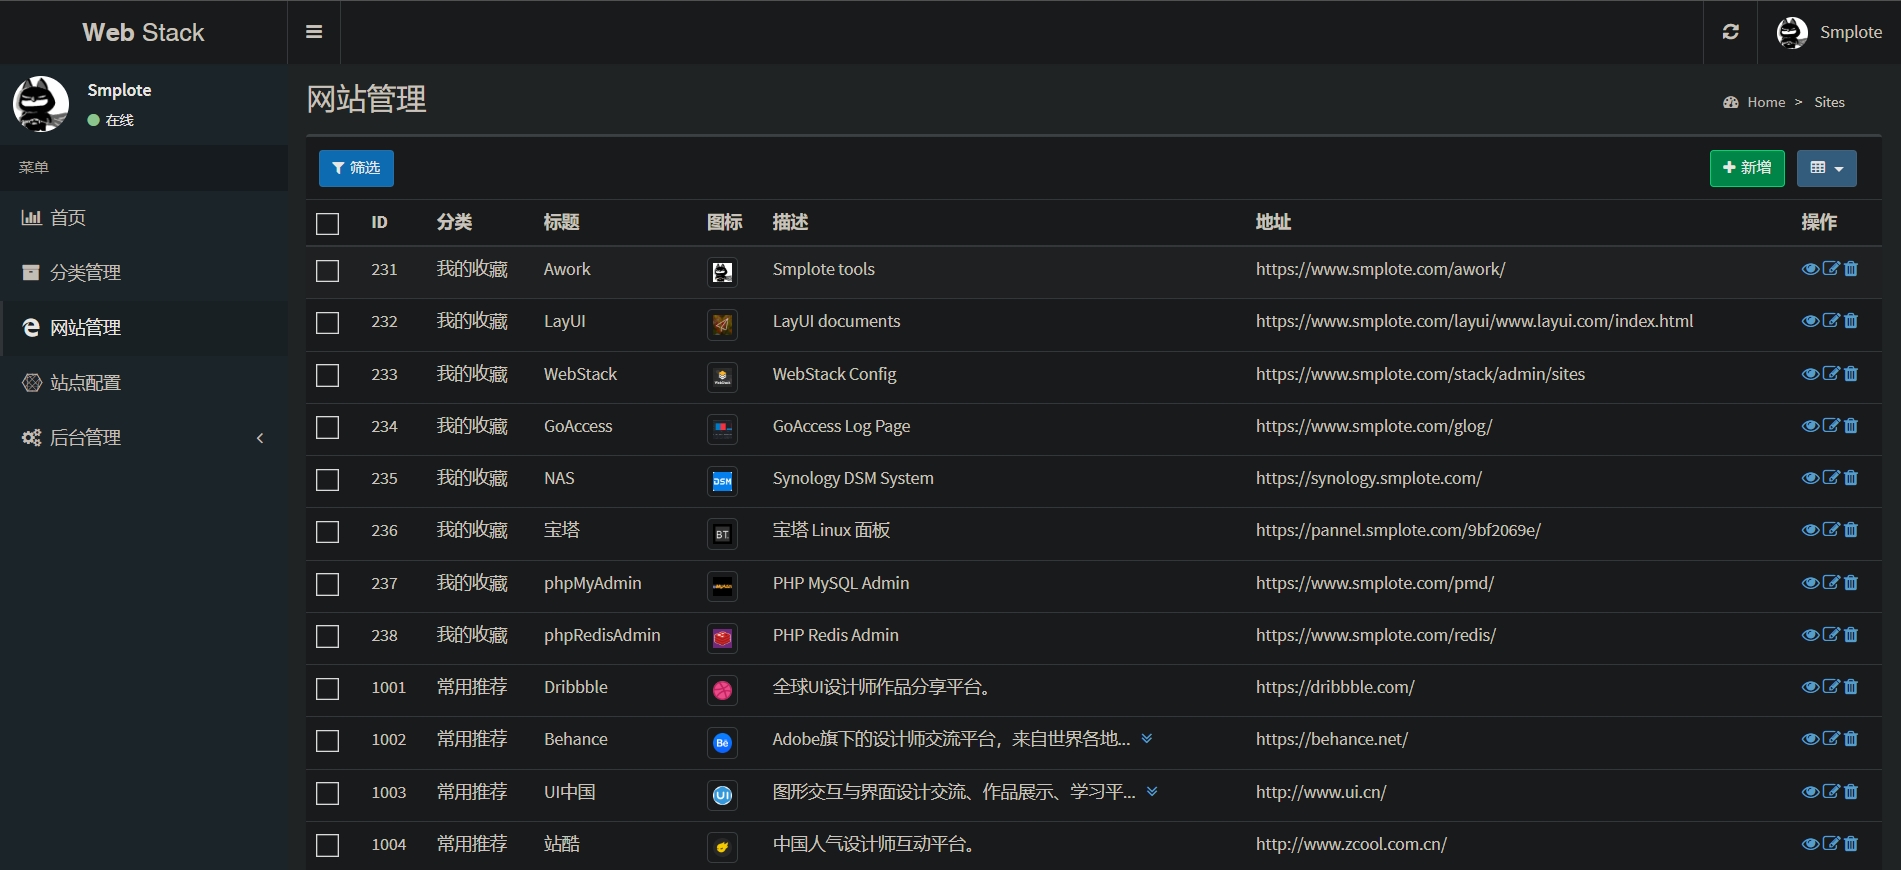 Web Stack
Smplote
Smplote
在线
菜单
首页
分类管理
网站管理
站点配置
后台管理
网站管理
Home > Sites
筛选
新增
ID 分类 标题 图标 描述 地址 操作
231 我的收藏 Awork Smplote tools https://www.smplote.com/awork/
232 我的收藏 LayUI LayUI documents https://www.smplote.com/layui/www.layui.com/index.html
233 我的收藏 WebStack WebStack Config https://www.smplote.com/stack/admin/sites
234 我的收藏 GoAccess GoAccess Log Page https://www.smplote.com/glog/
235 我的收藏 NAS DSM Synology DSM System https://synology.smplote.com/
236 我的收藏 宝塔 BT 宝塔 Linux 面板 https://pannel.smplote.com/9bf2069e/
237 我的收藏 phpMyAdmin PHP MySQL Admin https://www.smplote.com/pmd/
238 我的收藏 phpRedisAdmin PHP Redis Admin https://www.smplote.com/redis/
1001 常用推荐 Dribbble 全球UI设计师作品分享平台。 https://dribbble.com/
1002 常用推荐 Behance Bē Adobe旗下的设计师交流平台，来自世界各地... https://behance.net/
1003 常用推荐 UI中国 UI 图形交互与界面设计交流、作品展示、学习平... http://www.ui.cn/
1004 常用推荐 站酷 中国人气设计师互动平台。 http://www.zcool.com.cn/